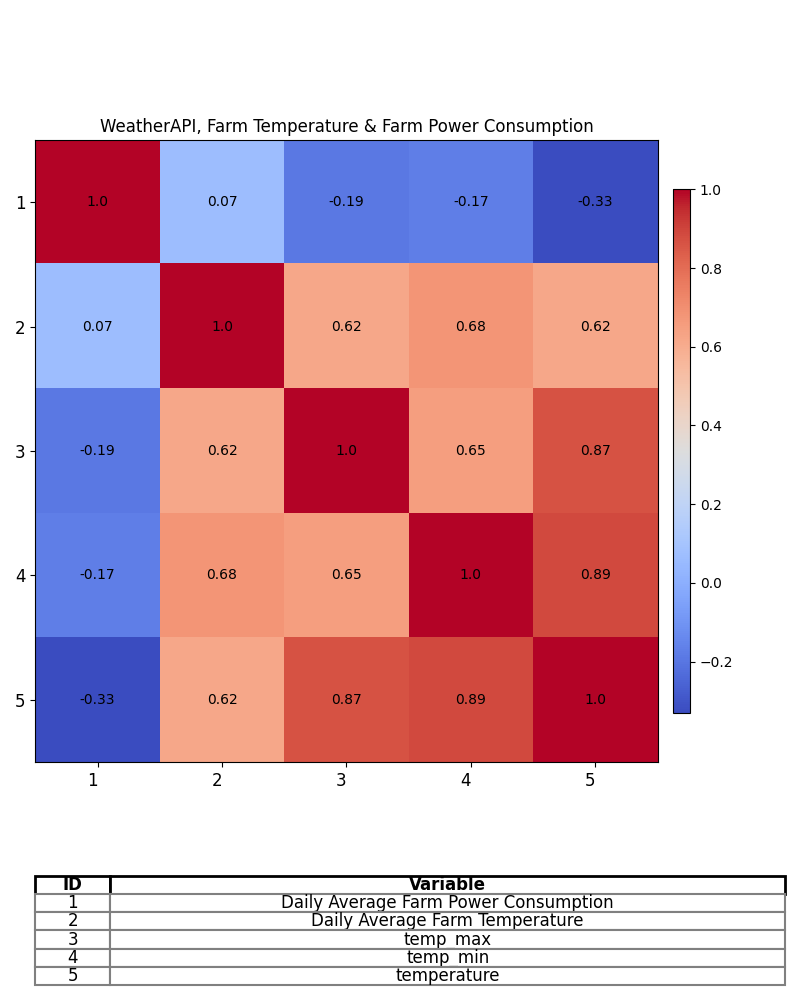 WeatherAPI, Farm Temperature & Farm Power Consumption
1 1.0 0.07 -0.19 -0.17 -0.33
2 0.07 1.0 0.62 0.68 0.62
3 -0.19 0.62 1.0 0.65 0.87
4 -0.17 0.68 0.65 1.0 0.89
5 -0.33 0.62 0.87 0.89 1.0
1 2 3 4 5
1.0
0.8
0.6
0.4
0.2
0.0
−0.2
ID Variable
1 Daily Average Farm Power Consumption
2 Daily Average Farm Temperature
3 temp_max
4 temp_min
5 temperature